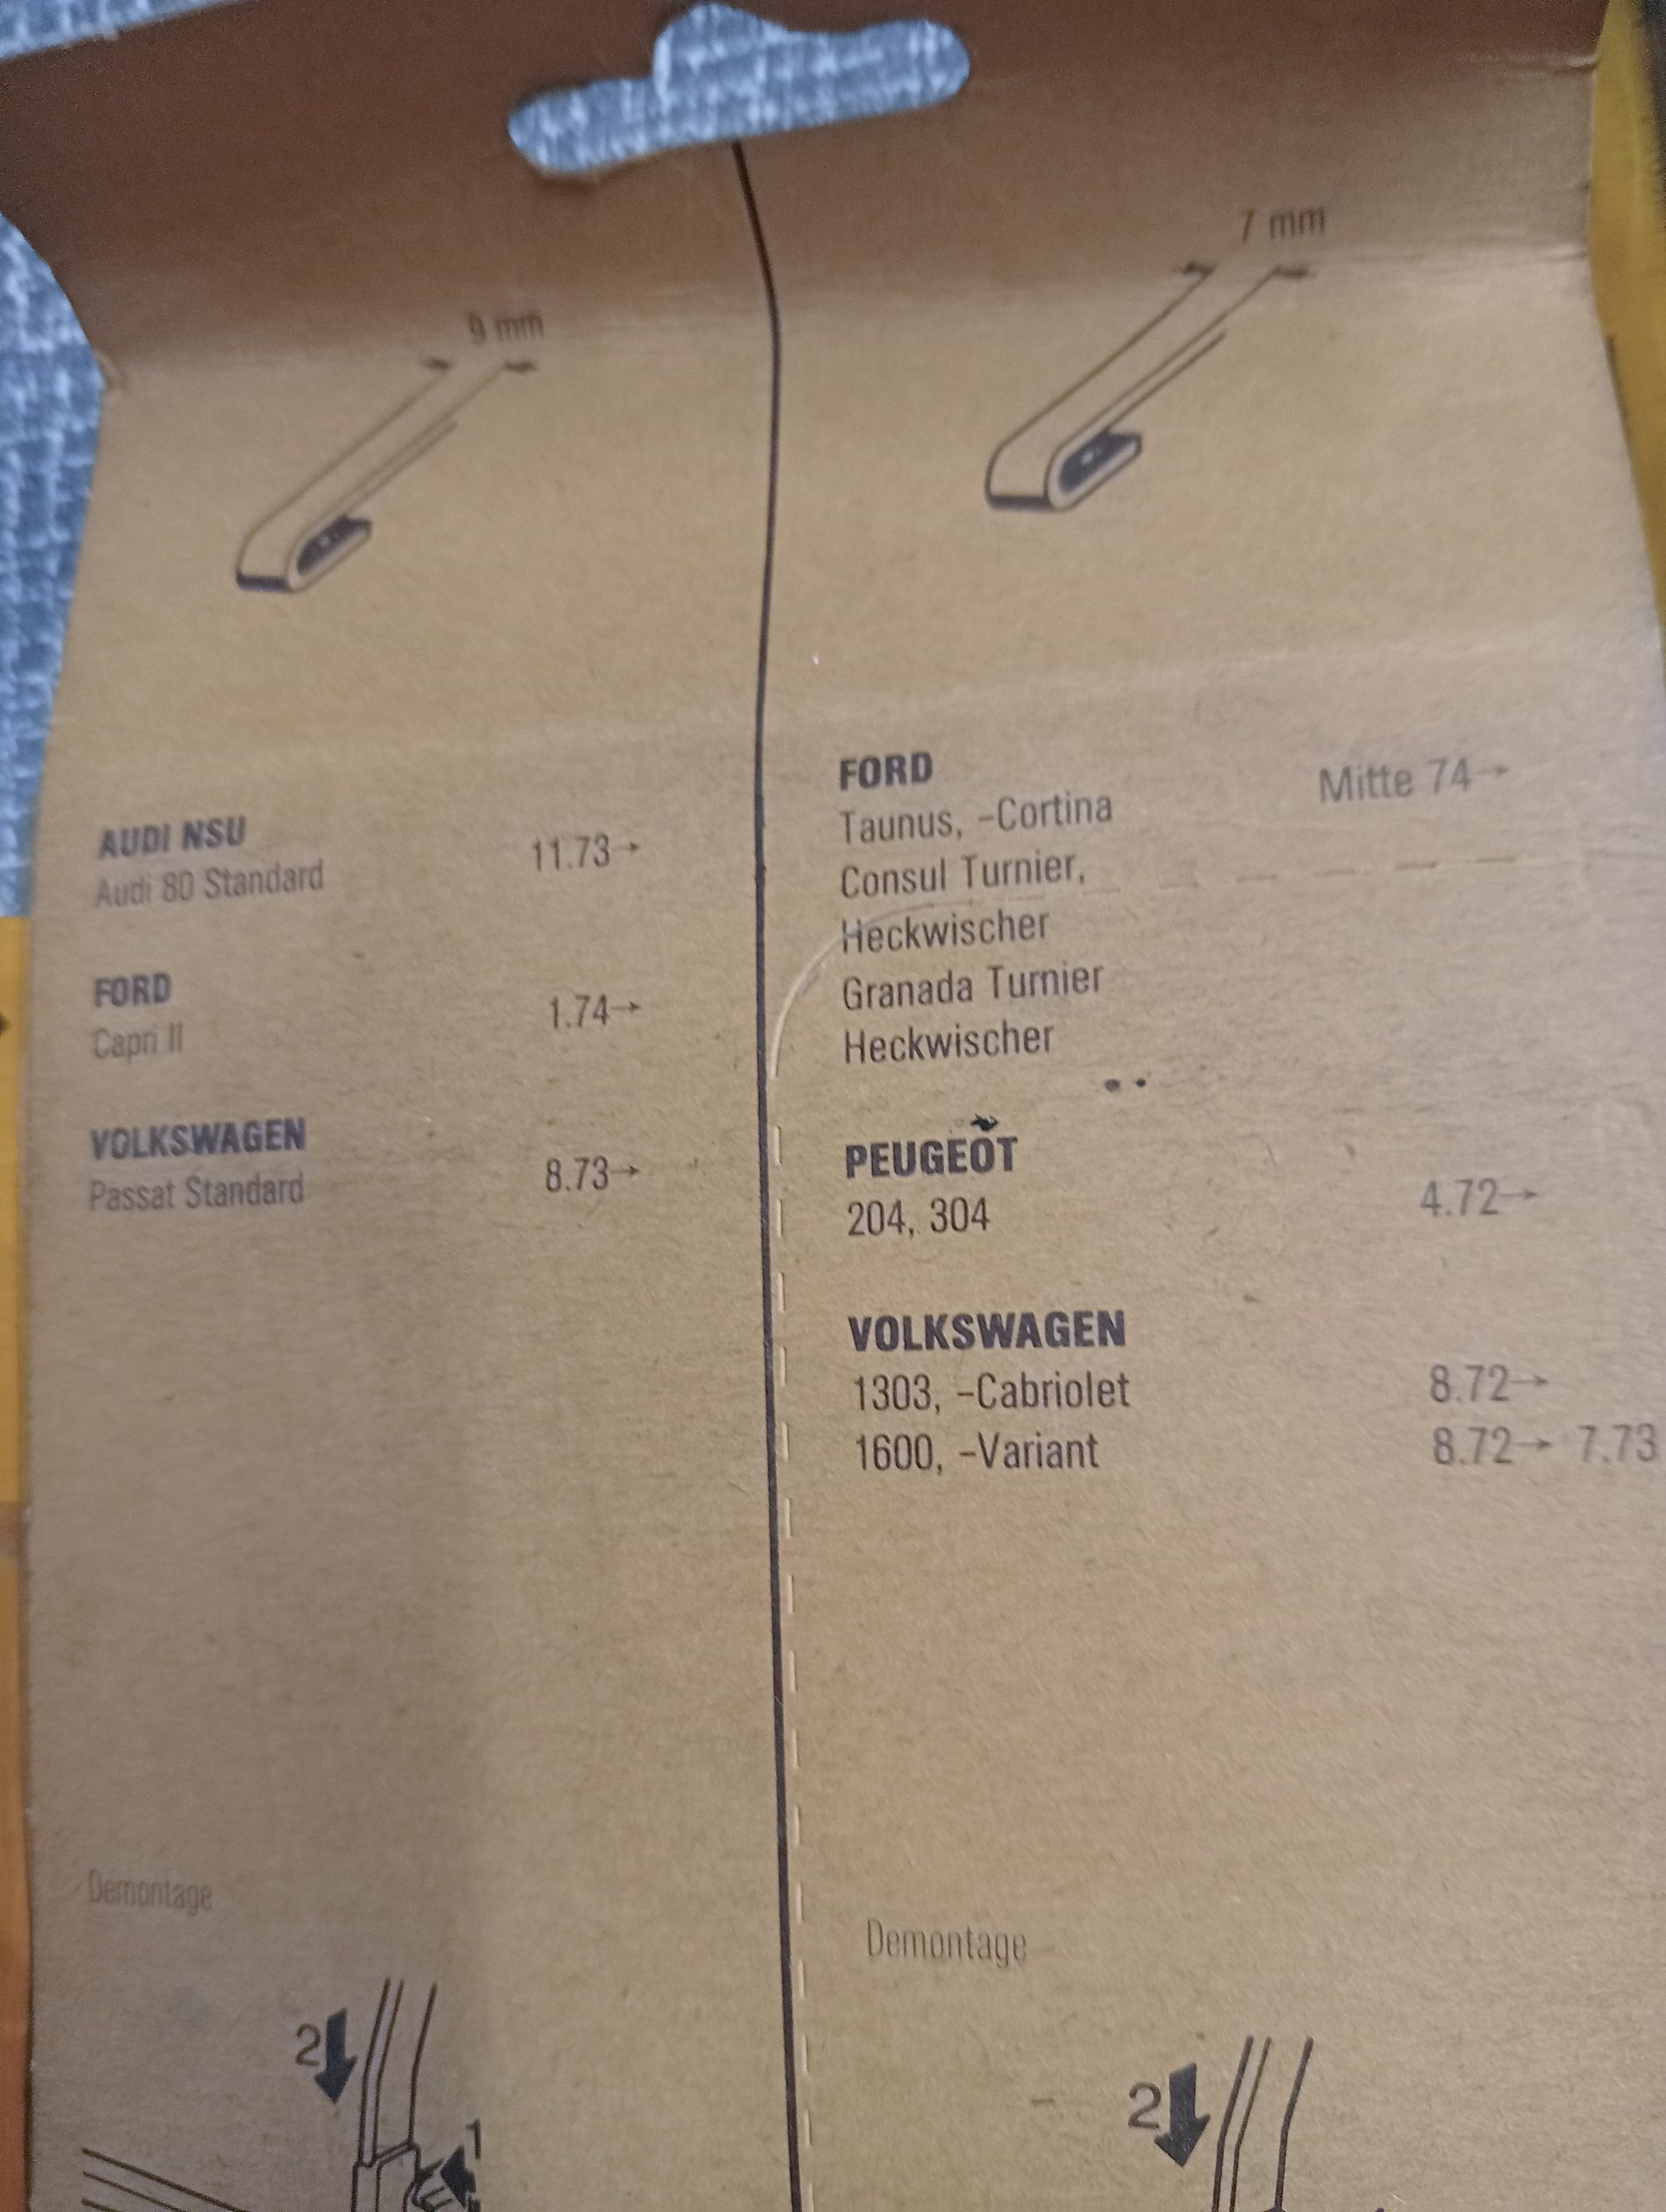 9 mm
AUDI NSU
Audi 80 Standard 11.73→
FORD
Capri II 1.74→
VOLKSWAGEN
Passat Standard 8.73→
Demontage
2
1
7 mm
FORD
Taunus, –Cortina Mitte 74→
Consul Turnier,
Heckwischer
Granada Turnier
Heckwischer
PEUGEOT
204, 304 4.72→
VOLKSWAGEN
1303, –Cabriolet 8.72→
1600, –Variant 8.72→ 7.73
Demontage
2